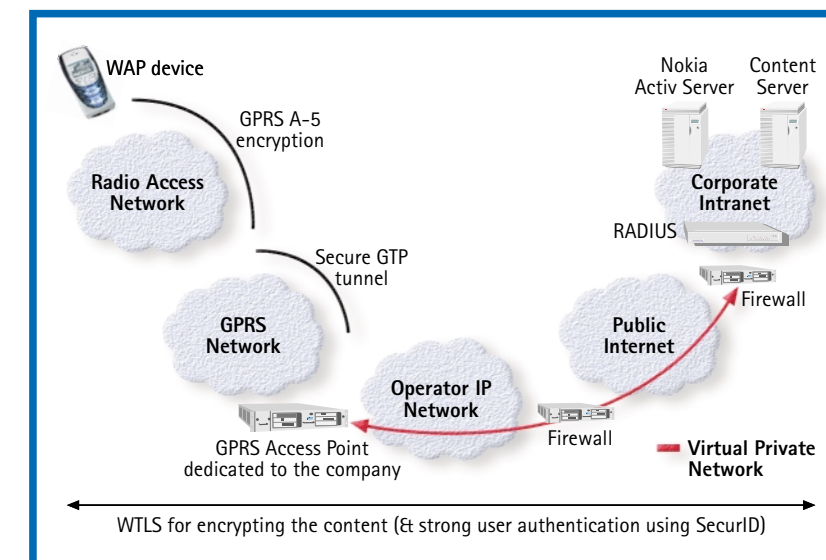 WAP device
GPRS A-5
encryption
Radio Access
Network
Secure GTP
tunnel
GPRS
Network
GPRS Access Point
dedicated to the company
Operator IP
Network
Firewall
Public
Internet
Nokia
Activ Server
Content
Server
Corporate
Intranet
RADIUS
Firewall
Virtual Private
Network
WTLS for encrypting the content (& strong user authentication using SecurID)